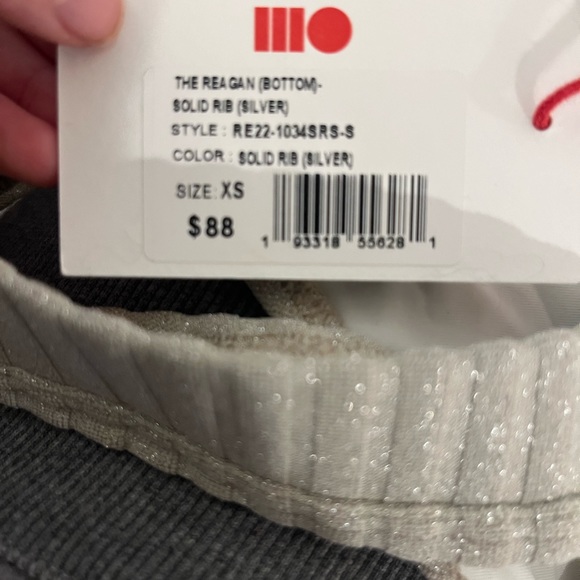 THE REAGAN (BOTTOM)-
SOLID RIB (SILVER)
STYLE : RE22-1034SRS-S
COLOR : SOLID RIB (SILVER)
SIZE: XS
$88
1 93318 55628 1